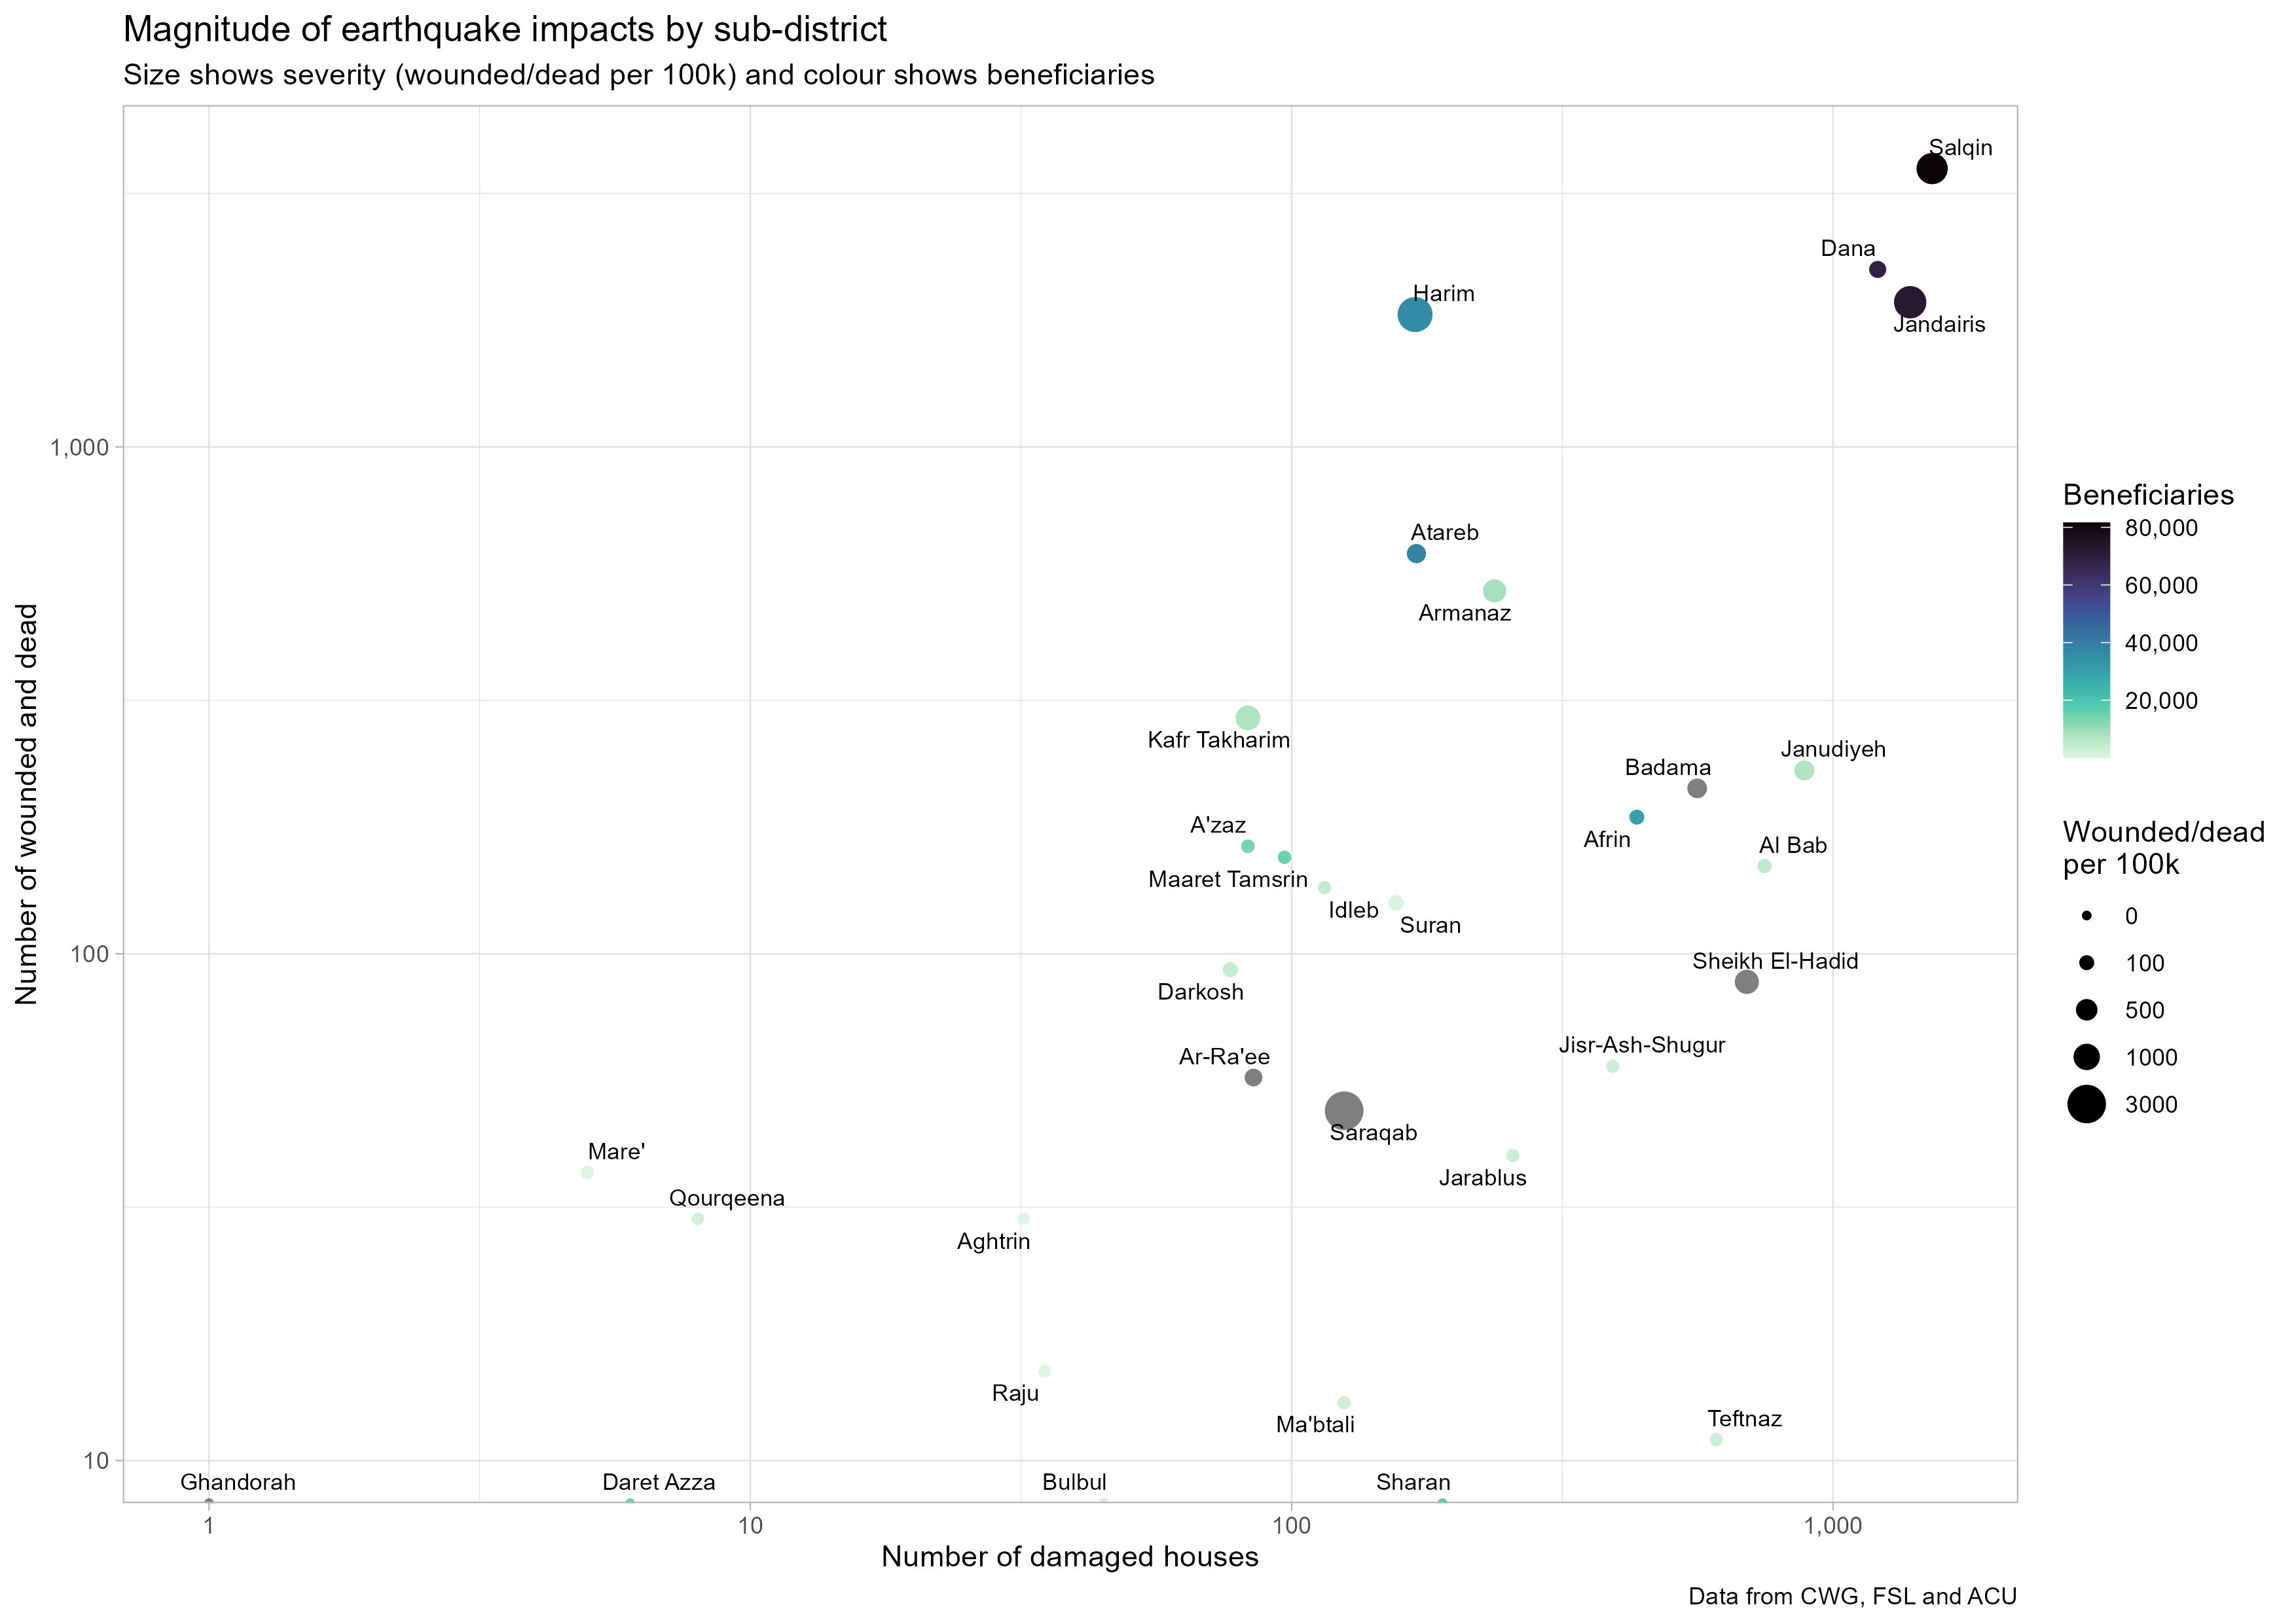 Magnitude of earthquake impacts by sub-district
Size shows severity (wounded/dead per 100k) and colour shows beneficiaries
Salqin
Dana
Harim
Jandairis
1,000
Atareb
Armanaz
Kafr Takharim
Janudiyeh
Badama
A'zaz
Afrin
Al Bab
Maaret Tamsrin
Idleb
Suran
100
Sheikh El-Hadid
Darkosh
Jisr-Ash-Shugur
Ar-Ra'ee
Saraqab
Mare'
Jarablus
Qourqeena
Aghtrin
Raju
Ma'btali
Teftnaz
10
Ghandorah
Daret Azza
Bulbul
Sharan
1
10
100
1,000
Number of wounded and dead
Number of damaged houses
Beneficiaries
80,000
60,000
40,000
20,000
Wounded/dead
per 100k
0
100
500
1000
3000
Data from CWG, FSL and ACU